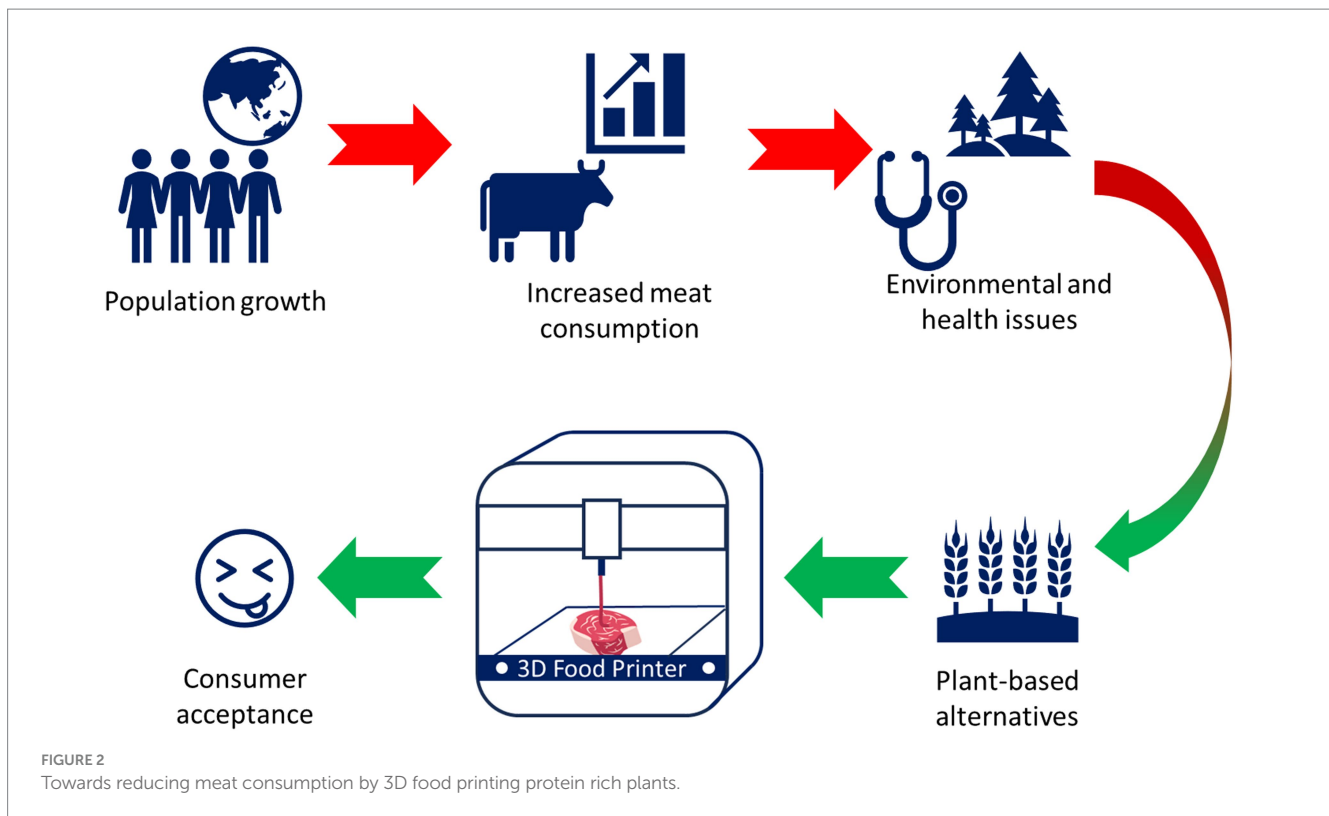 Population growth
Increased meat
consumption
Environmental and
health issues
Consumer
acceptance
3D Food Printer
Plant-based
alternatives
FIGURE 2
Towards reducing meat consumption by 3D food printing protein rich plants.